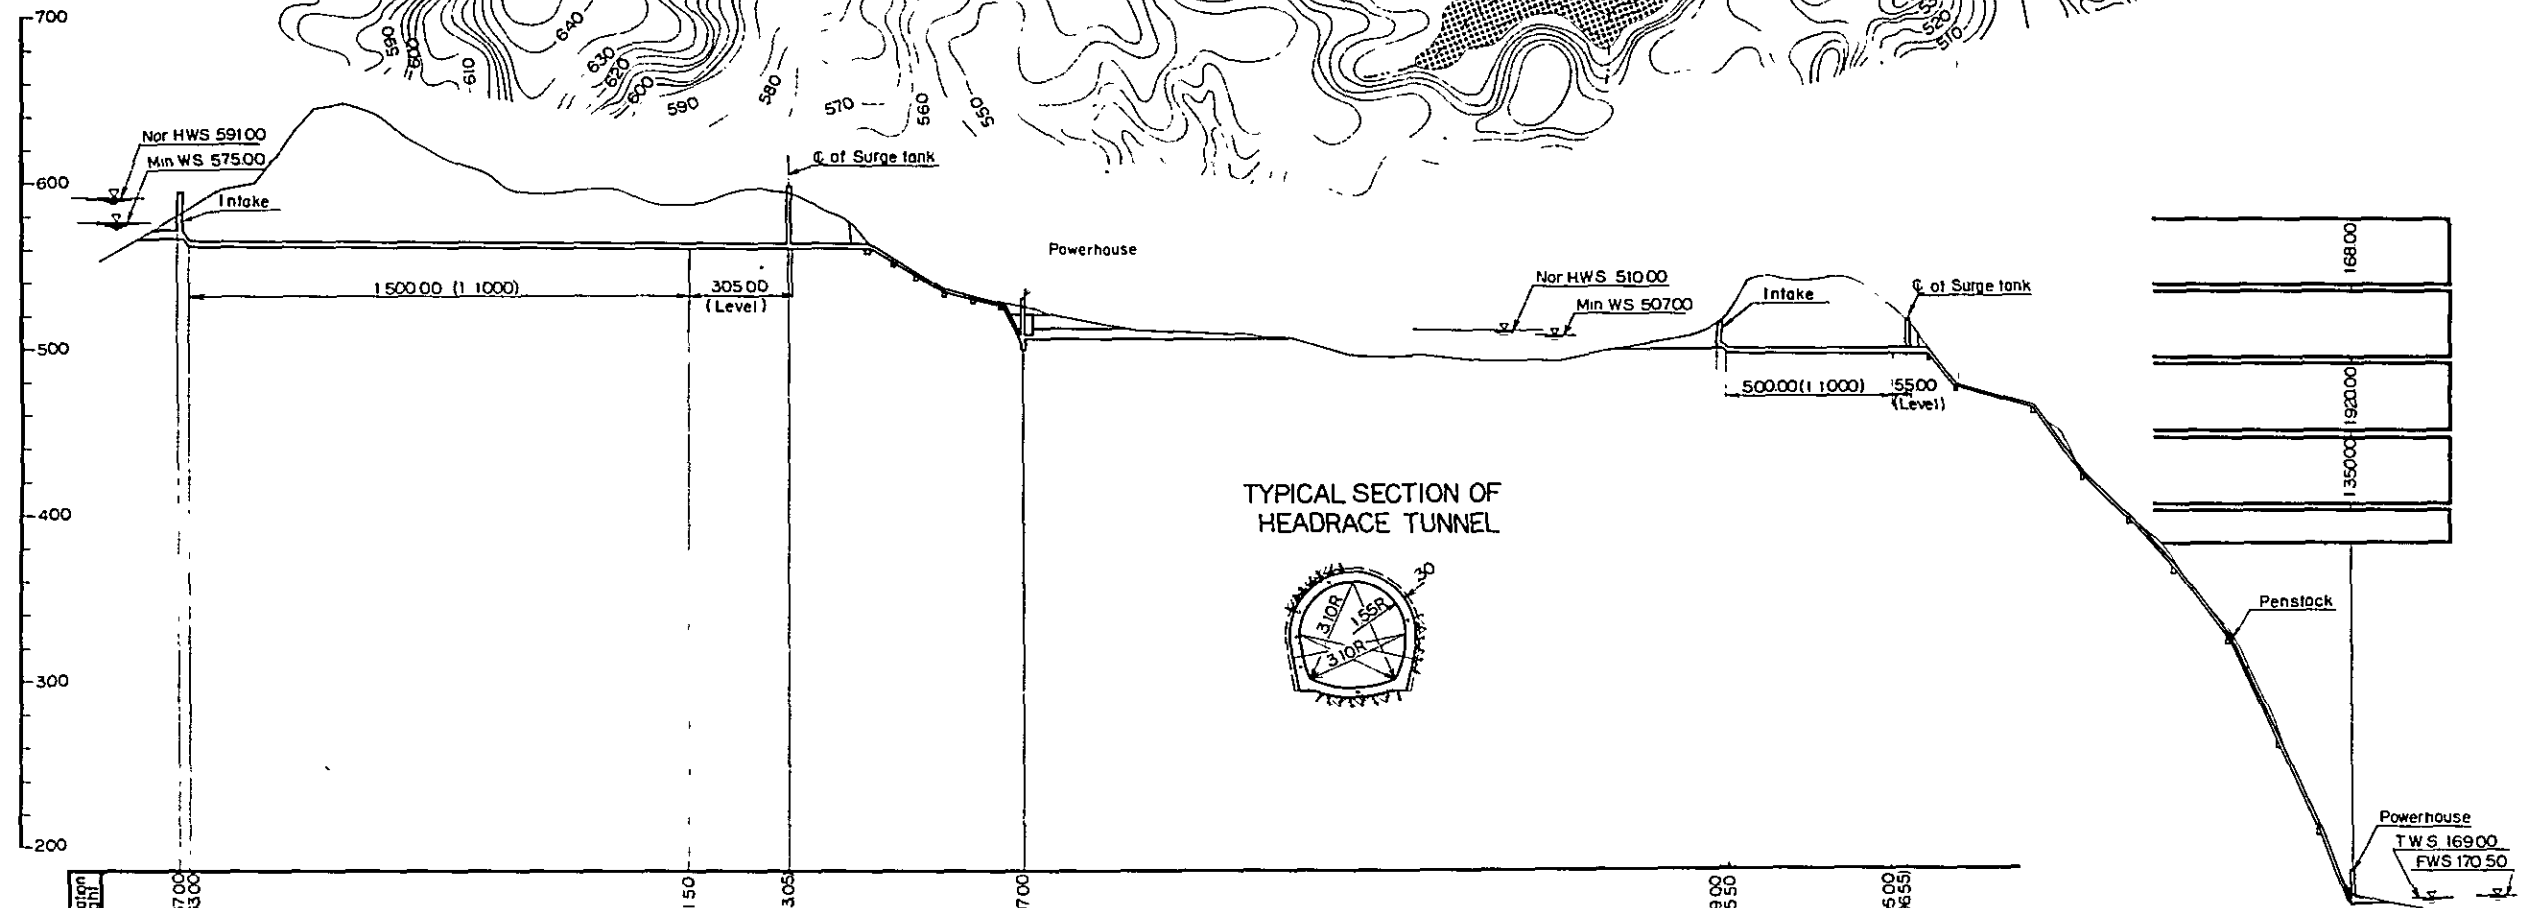 700
600
500
400
300
200
590
600
610
640
630
620
600
590
580
570
560
550
520
510
Nor HWS 591 00
Min WS 575.00
Intake
₵ of Surge tank
1 500 00 (1 1000)
305 00
(Level)
Powerhouse
Nor HWS 510 00
Min WS 507 00
Intake
₵ of Surge tank
500.00 (1 1000)
55 00
(Level)
168.00
1920.00
1350.00
TYPICAL SECTION OF
HEADRACE TUNNEL
30
3.10R
1.55R
3.10R
Penstock
Powerhouse
T W S 169 00
FWS 170 50